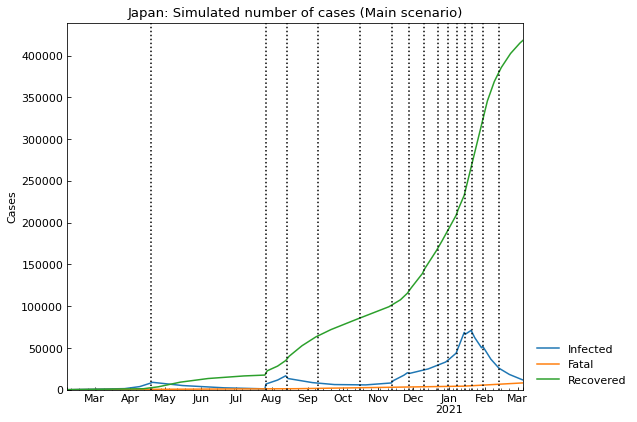 Japan: Simulated number of cases (Main scenario)
400000
350000
300000
250000
200000
150000
100000
50000
0
Cases
Mar Apr May Jun Jul Aug Sep Oct Nov Dec Jan Feb Mar
2021
Infected
Fatal
Recovered